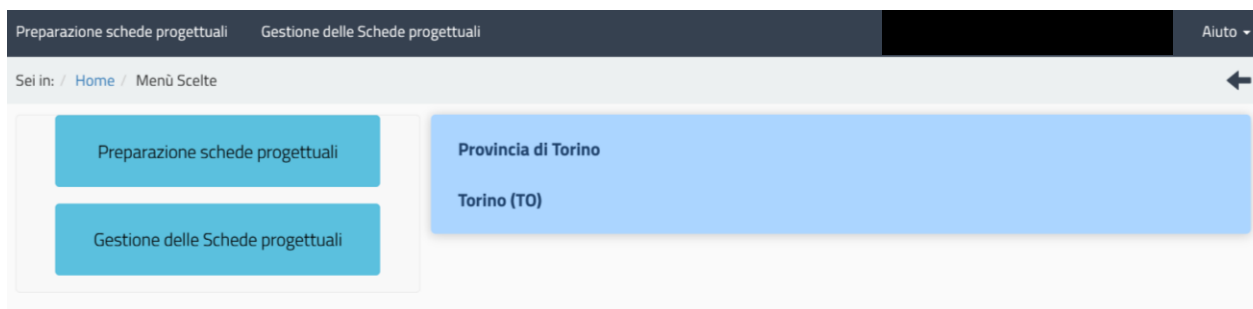 Preparazione schede progettuali Gestione delle Schede progettuali Aiuto
Sei in: / Home / Menù Scelte
Preparazione schede progettuali
Gestione delle Schede progettuali
Provincia di Torino
Torino (TO)